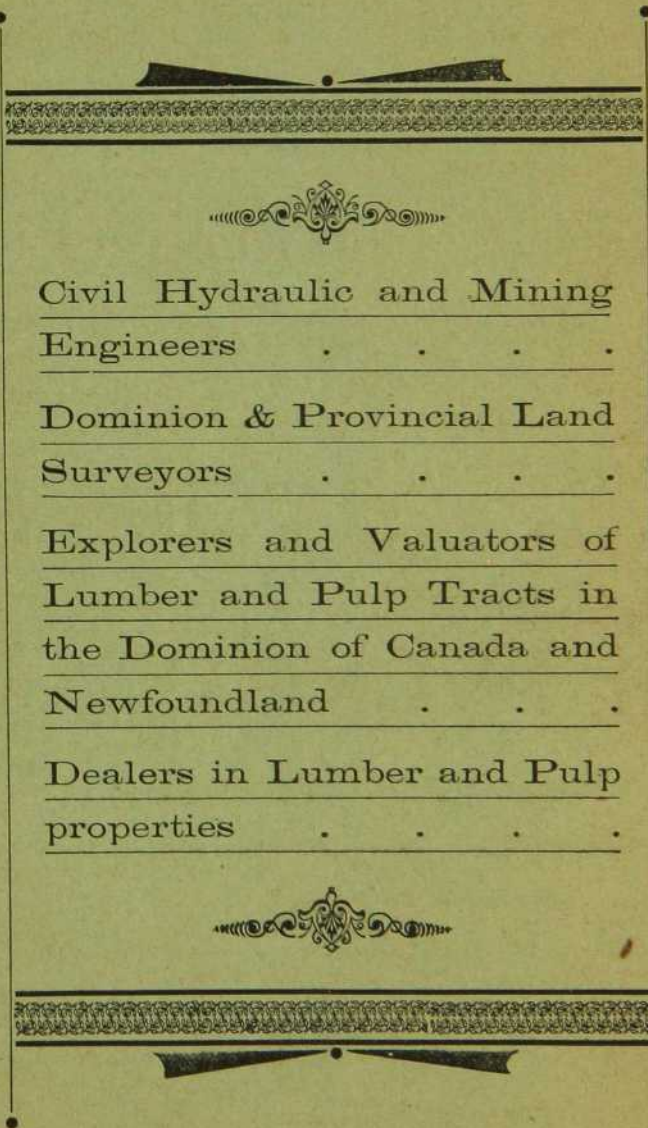 Civil Hydraulic and Mining
Engineers . . . .
Dominion & Provincial Land
Surveyors . . . .
Explorers and Valuators of
Lumber and Pulp Tracts in
the Dominion of Canada and
Newfoundland . . .
Dealers in Lumber and Pulp
properties . . . .